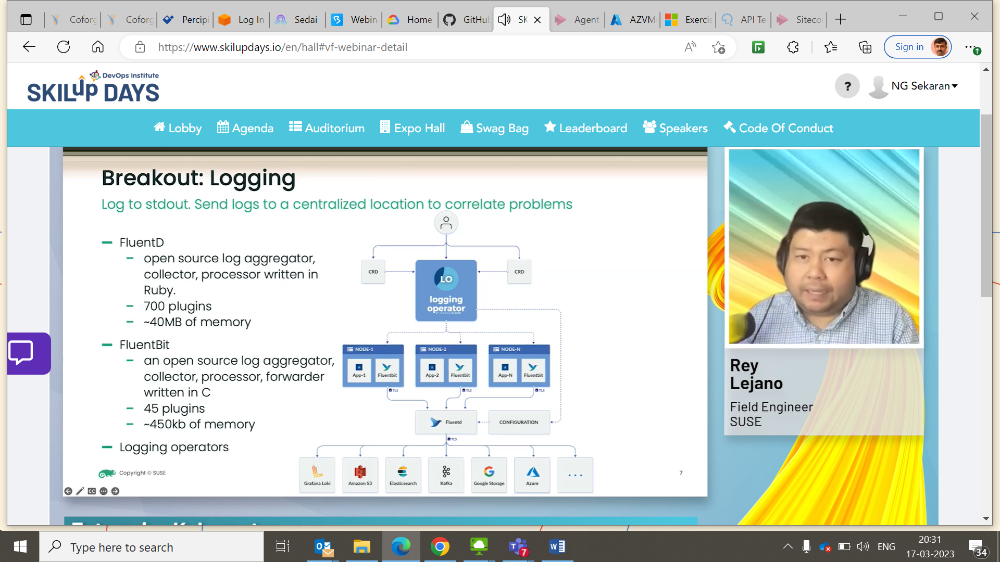 Coforg
Coforg
Percipi
Log In
Sedai
Webin
Home
GitHub
SK
Agent
AZVM
Exercis
API Te
Siteco
https://www.skilupdays.io/en/hall#vf-webinar-detail
Sign in
DevOps Institute
SKILup DAYS
?
NG Sekaran
Lobby
Agenda
Auditorium
Expo Hall
Swag Bag
Leaderboard
Speakers
Code Of Conduct
Breakout: Logging
Log to stdout. Send logs to a centralized location to correlate problems
— FluentD
- open source log aggregator,
collector, processor written in
Ruby.
- 700 plugins
- ~40MB of memory
— FluentBit
- an open source log aggregator,
collector, processor, forwarder
written in C
- 45 plugins
- ~450kb of memory
— Logging operators
Copyright © SUSE
CRD
LO
logging
operator
CRD
NODE-1
App-1
Fluentbit
NODE-2
App-2
Fluentbit
NODE-N
App-N
Fluentbit
TLS
TLS
TLS
Fluentd
CONFIGURATION
TLS
Grafana Loki
Amazon S3
Elasticsearch
Kafka
Google Storage
Azure
...
7
CC
Rey
Lejano
Field Engineer
SUSE
Type here to search
7
ENG
20:31
17-03-2023
34